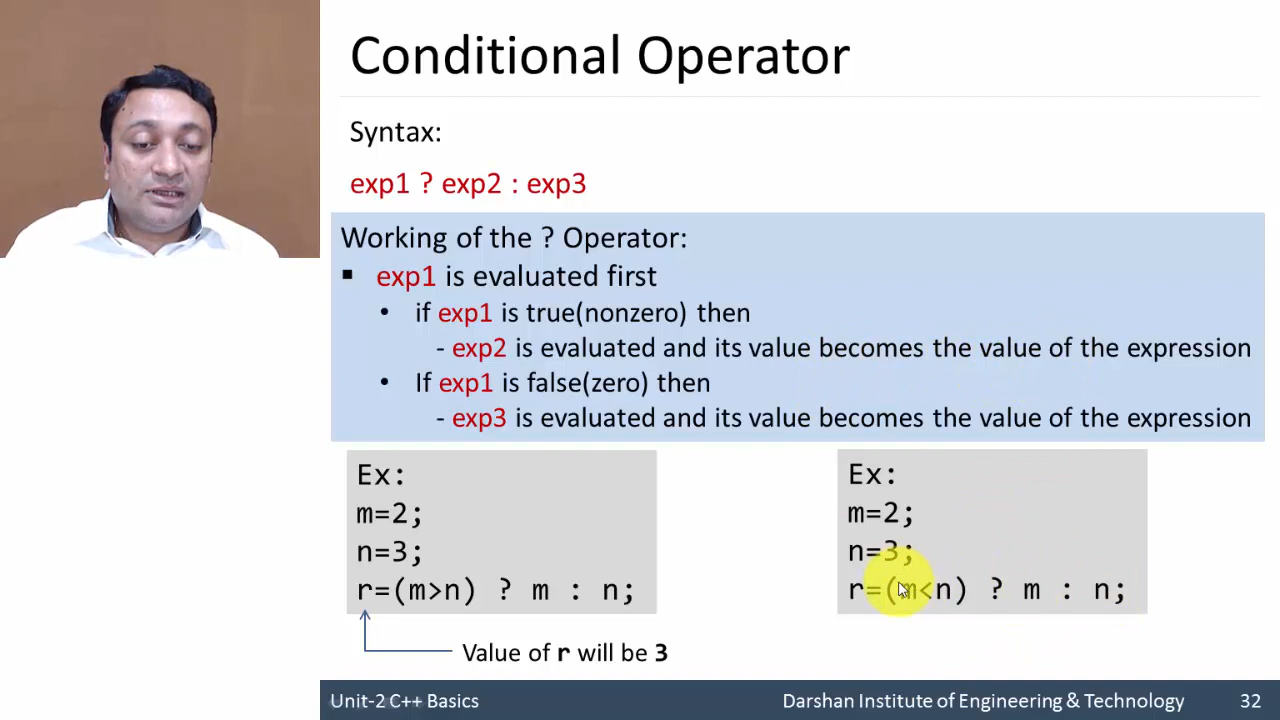 Conditional Operator
Syntax:
exp1 ? exp2 : exp3
Working of the ? Operator:
▪ exp1 is evaluated first
• if exp1 is true(nonzero) then
- exp2 is evaluated and its value becomes the value of the expression
• If exp1 is false(zero) then
- exp3 is evaluated and its value becomes the value of the expression
Ex:
m=2;
n=3;
r=(m>n) ? m : n;
Value of r will be 3
Ex:
m=2;
n=3;
r=(m<n) ? m : n;
Unit-2 C++ Basics
Darshan Institute of Engineering & Technology
32